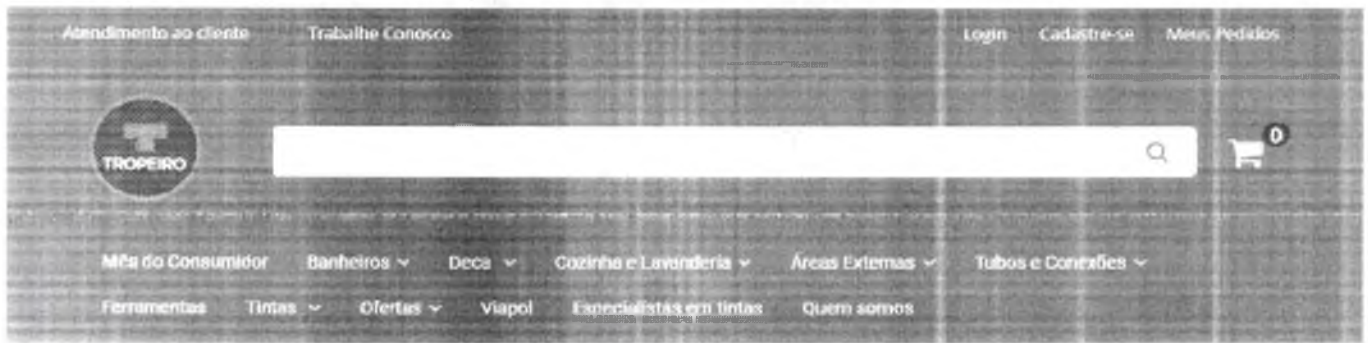 Atendimento ao cliente Trabalhe Conosco Login Cadastre-se Meus Pedidos
TROPEIRO
0
Mês do Consumidor Banheiros Deca Cozinha e Lavanderia Áreas Externas Tubos e Conexões
Ferramentas Tintas Ofertas Viapol Especialistas em tintas Quem somos